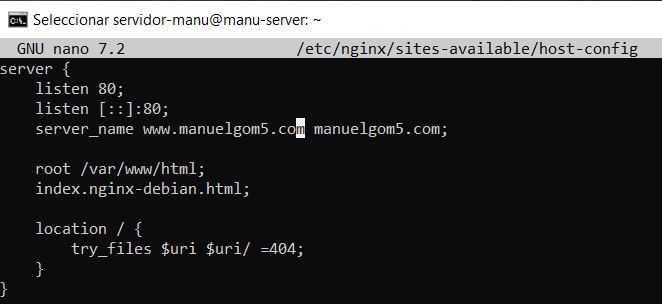 Seleccionar servidor-manu@manu-server: ~
GNU nano 7.2 /etc/nginx/sites-available/host-config
server {
listen 80;
listen [::]:80;
server_name www.manuelgom5.com manuelgom5.com;
root /var/www/html;
index.nginx-debian.html;
location / {
try_files $uri $uri/ =404;
}
}